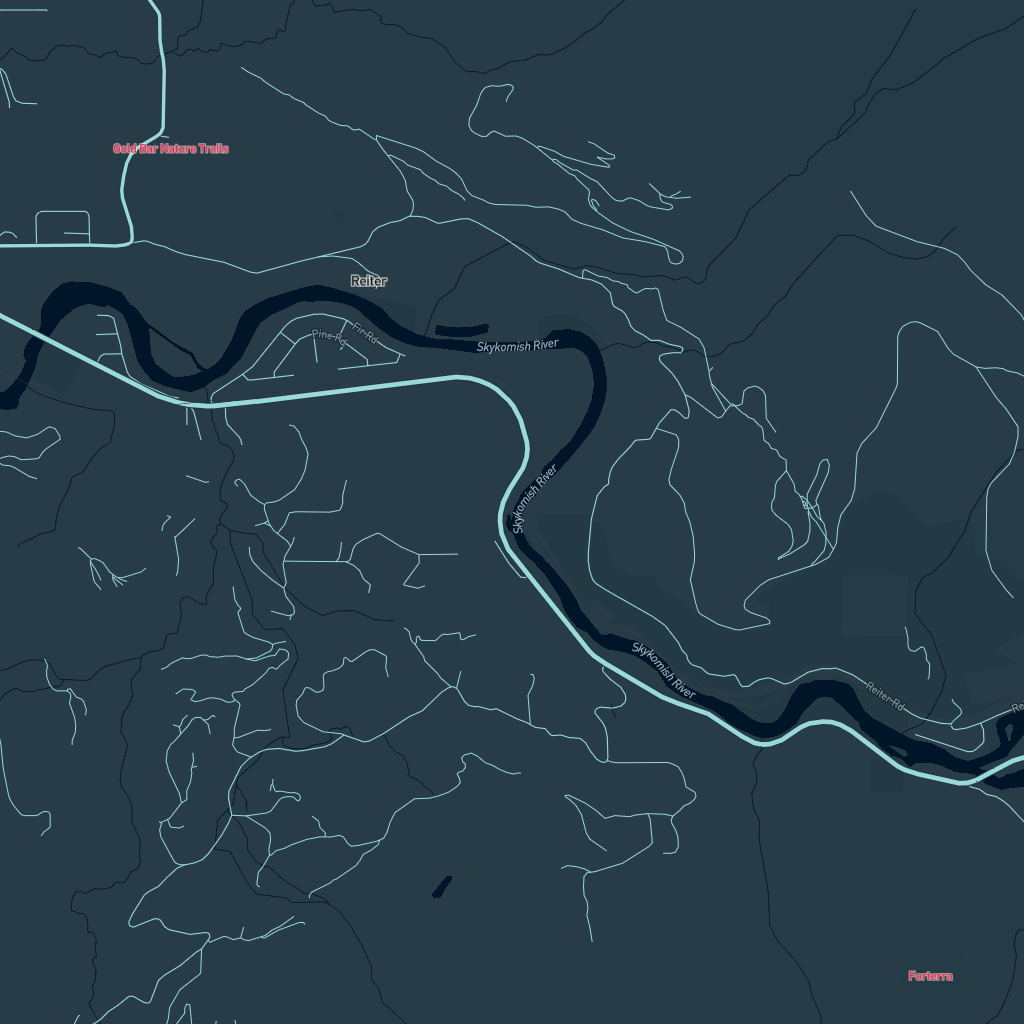 Gold Bar Nature Trails
Reiter
Pine Rd
Fir Rd
Skykomish River
Skykomish River
Skykomish River
Reiter Rd
Forterra